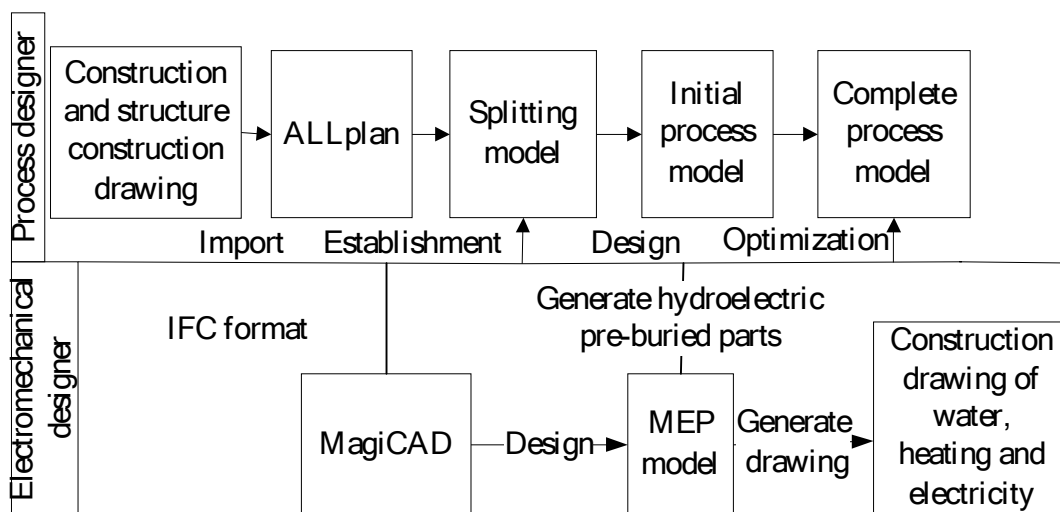 Process designer
Construction
and structure
construction
drawing
ALLplan
Splitting
model
Initial
process
model
Complete
process
model
Import
Establishment
Design
Optimization
Electromechanical
designer
IFC format
Generate hydroelectric
pre-buried parts
MagiCAD
Design
MEP
model
Generate
drawing
Construction
drawing of
water,
heating and
electricity